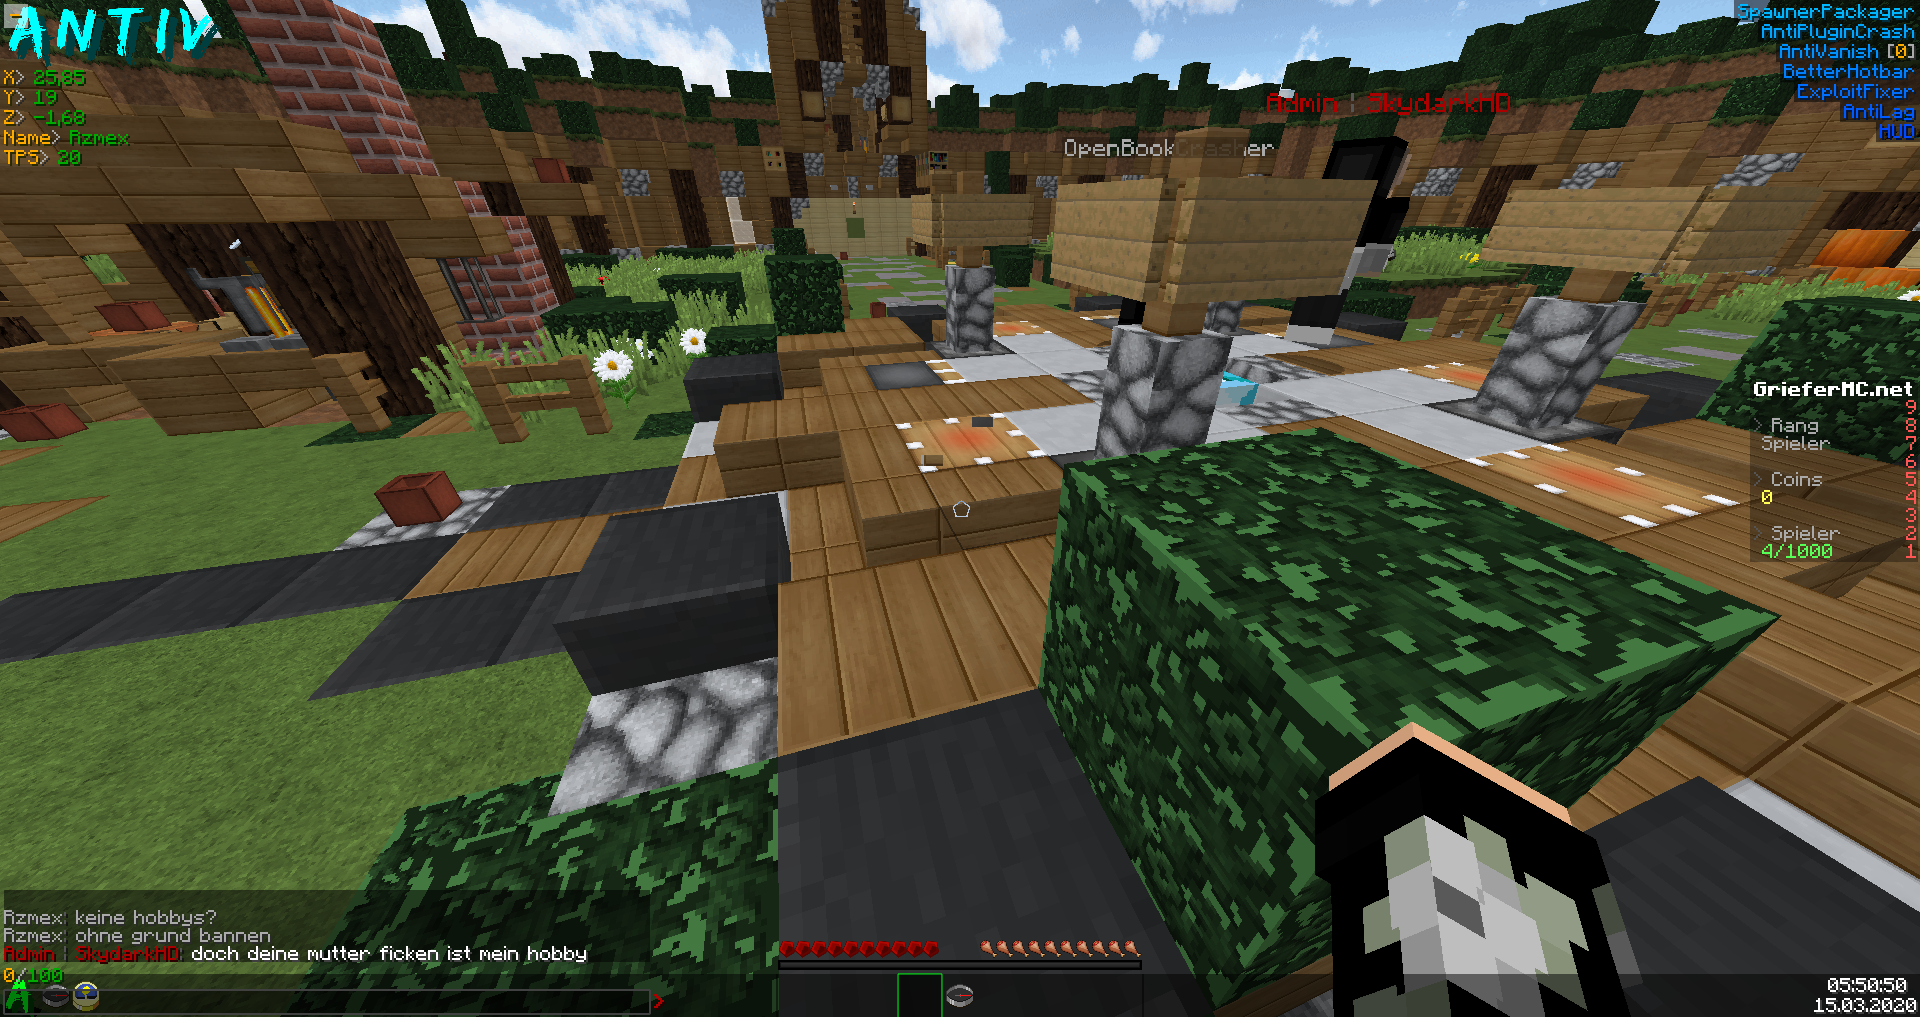 ANTIV
X> 25,85
Y> 19
Z> -1,68
Name> Rzmex
TPS> 20
SpawnerPackager
AntiPluginCrash
AntiVanish [0]
BetterHotbar
ExploitFixer
AntiLag
HUD
Admin | SkydarkHD
OpenBookCrasher
GrieferMC.net
9
> Rang 8
Spieler 7
6
> Coins 5
0 4
3
> Spieler 2
4/1000 1
Rzmex: keine hobbys?
Rzmex: ohne grund bannen
Admin | SkydarkHD: doch deine mutter ficken ist mein hobby
0/100
>
05:50:50
15.03.2020